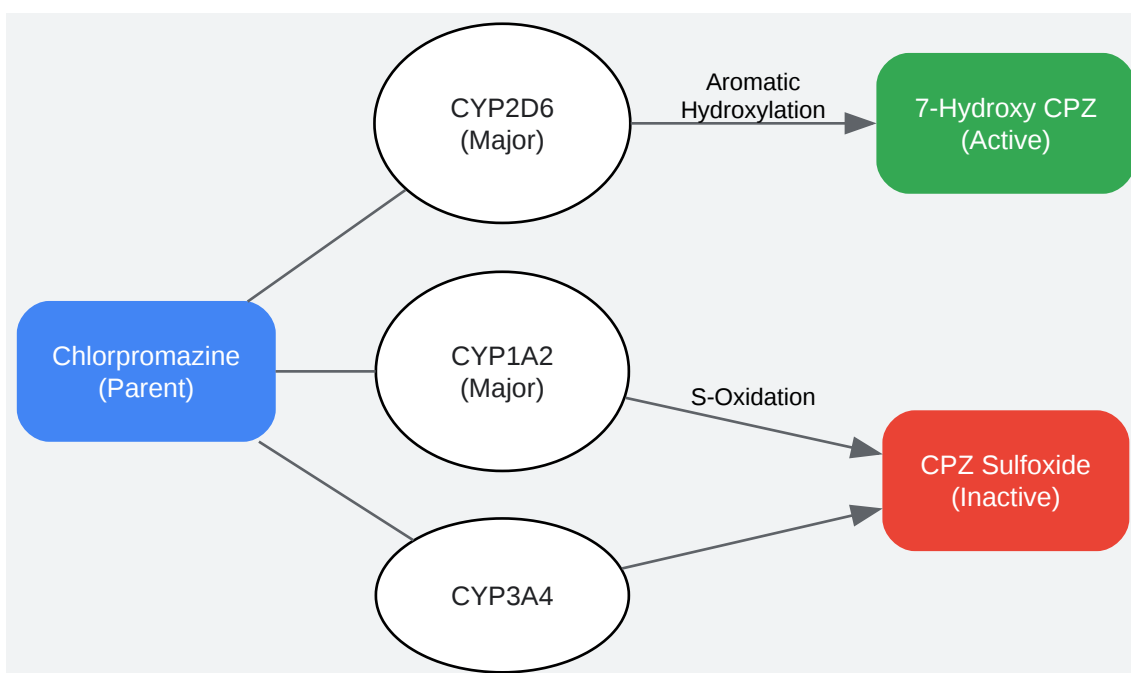 CYP2D6
(Major)
Aromatic
Hydroxylation
7-Hydroxy CPZ
(Active)
Chlorpromazine
(Parent)
CYP1A2
(Major)
S-Oxidation
CPZ Sulfoxide
(Inactive)
CYP3A4